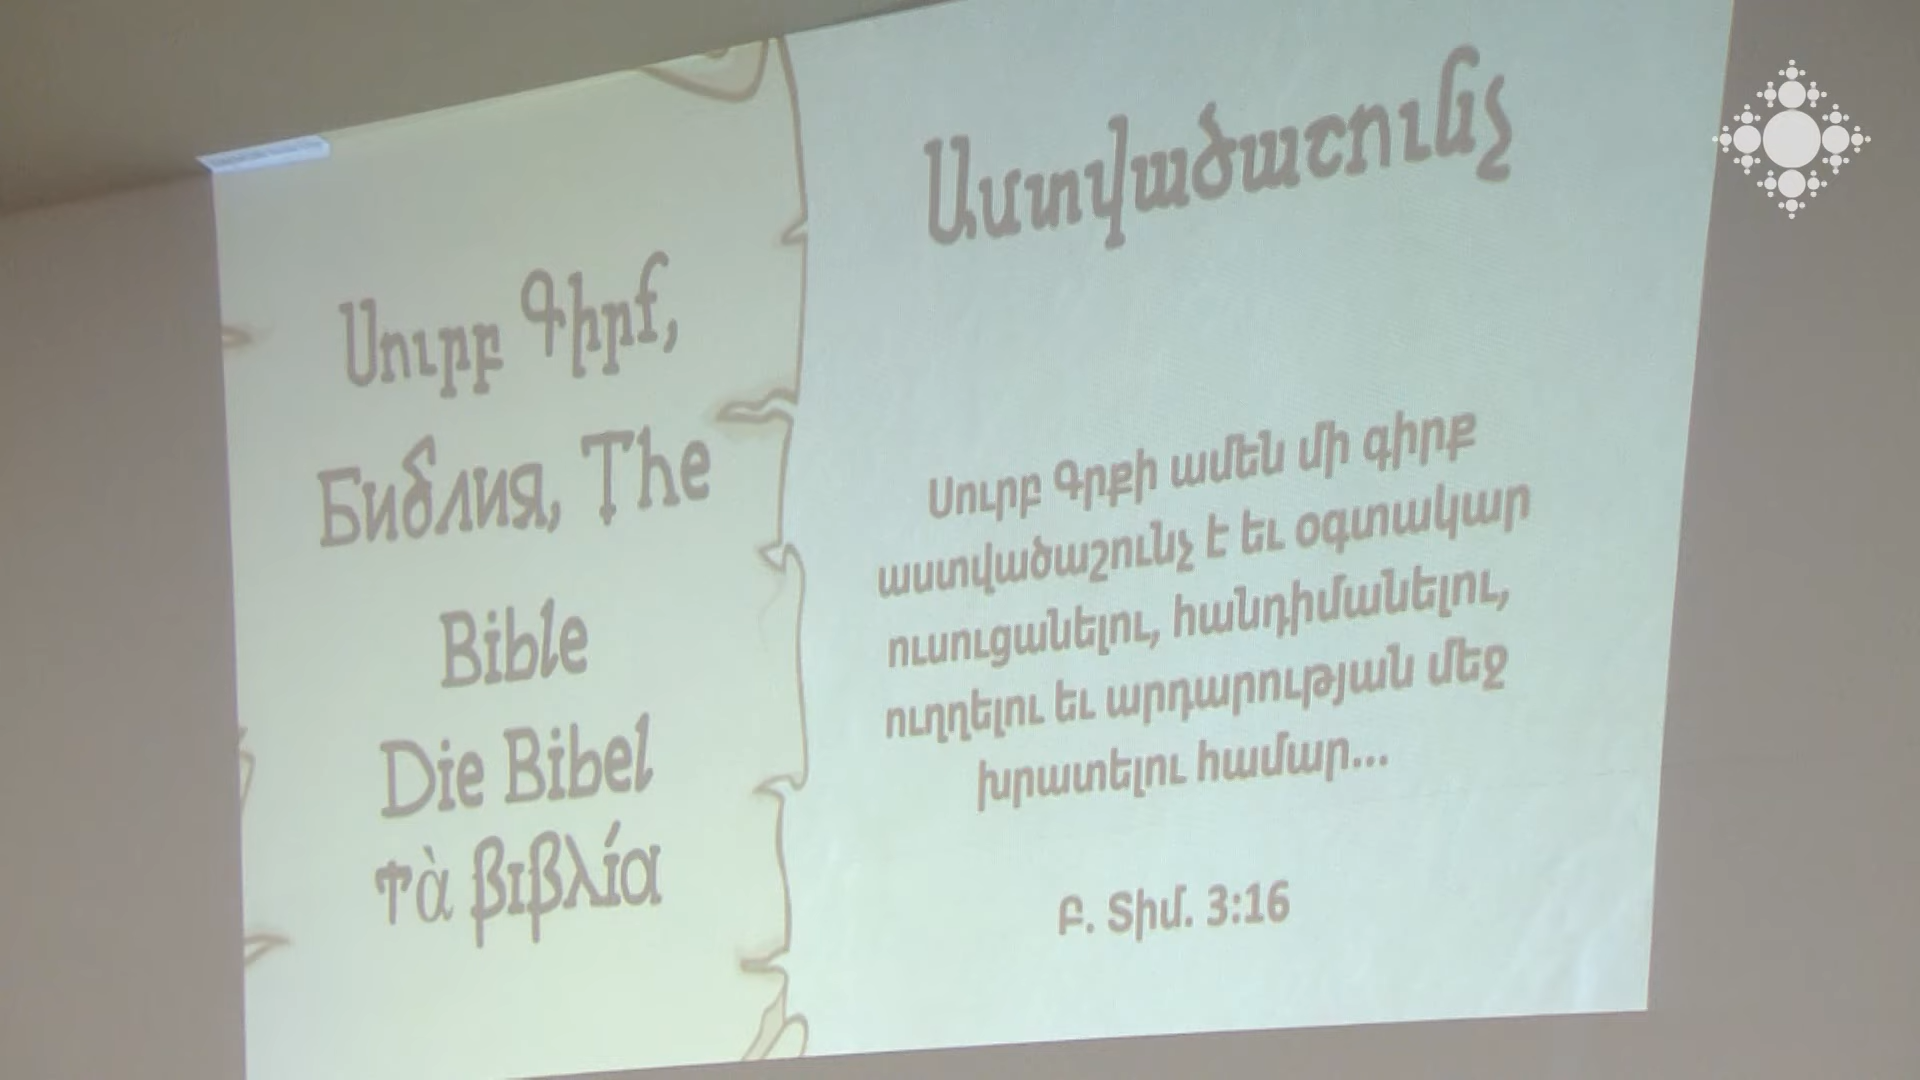 Սուրբ Գիրք,
Библия, The
Bible
Die Bibel
τὰ βιβλία
Աստվածաշունչ
Սուրբ Գրքի ամեն մի գիրք
աստվածաշունչ է եւ օգտակար
ուսուցանելու, հանդիմանելու,
ուղղելու եւ արդարության մեջ
խրատելու համար...
Բ. Տիմ. 3:16